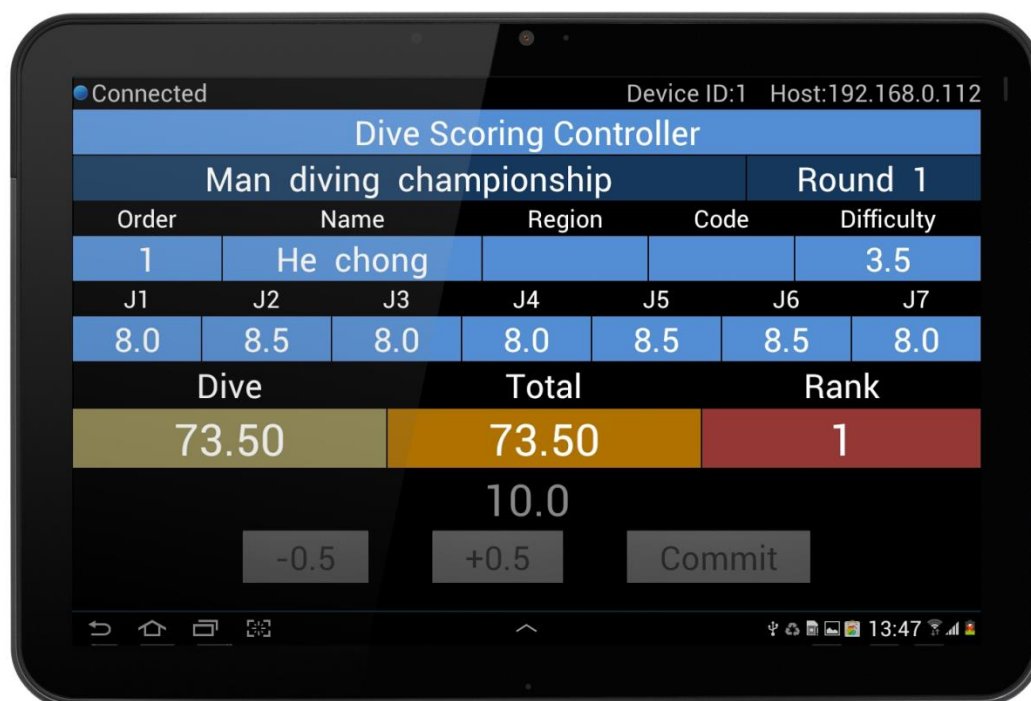 Connected Device ID:1 Host:192.168.0.112
Dive Scoring Controller
Man diving championship Round 1
Order Name Region Code Difficulty
1 He chong 3.5
J1 J2 J3 J4 J5 J6 J7
8.0 8.5 8.0 8.0 8.5 8.5 8.0
Dive Total Rank
73.50 73.50 1
10.0
-0.5 +0.5 Commit
13:47